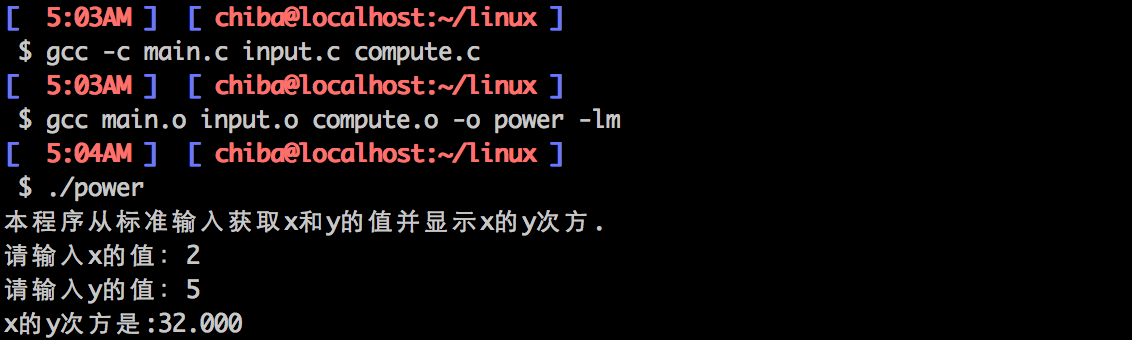 [  5:03AM ]  [ chiba@localhost:~/linux ]
 $ gcc -c main.c input.c compute.c
[  5:03AM ]  [ chiba@localhost:~/linux ]
 $ gcc main.o input.o compute.o -o power -lm
[  5:04AM ]  [ chiba@localhost:~/linux ]
 $ ./power
本程序从标准输入获取x和y的值并显示x的y次方.
请输入x的值: 2
请输入y的值: 5
x的y次方是:32.000